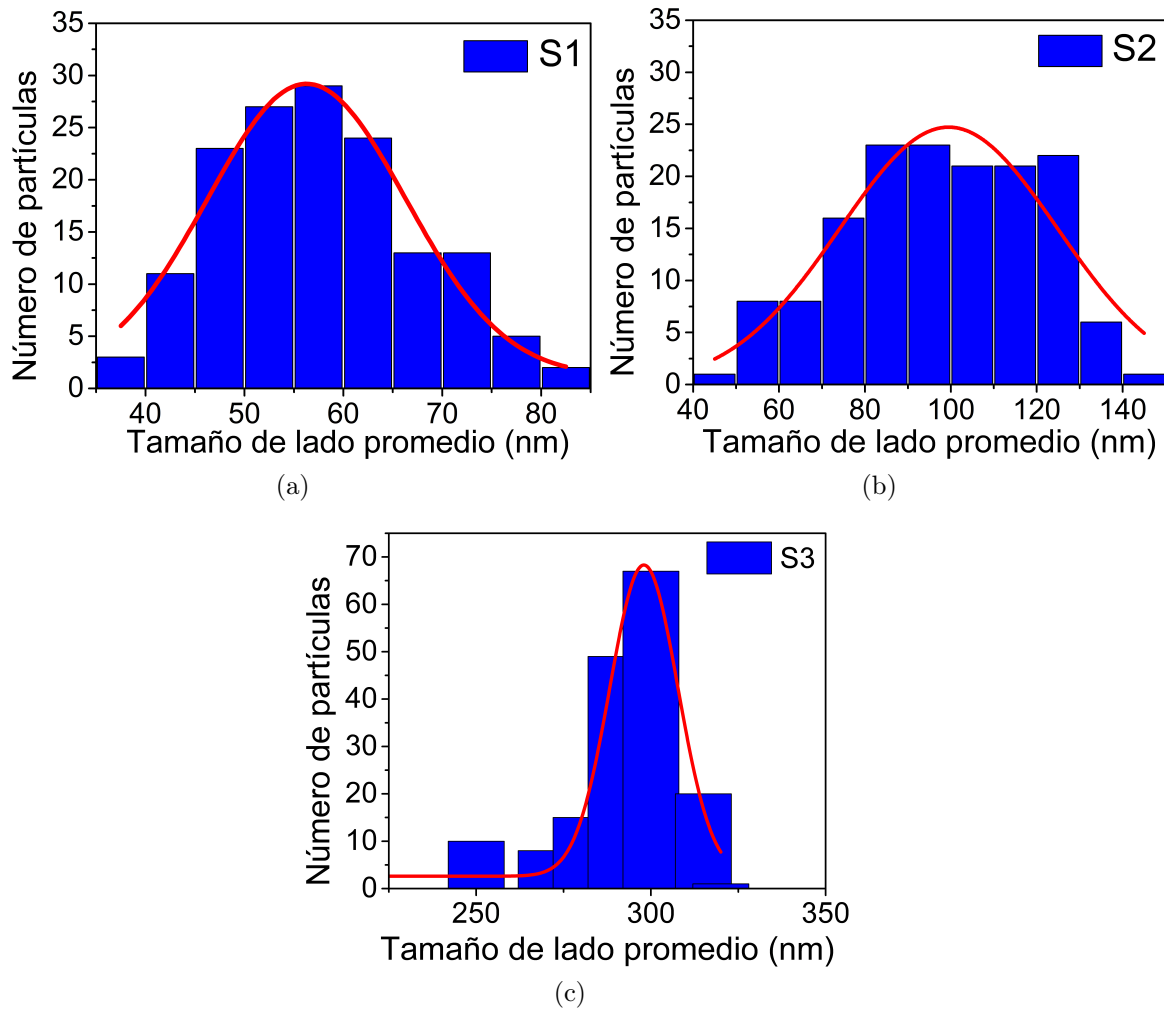 S1
Número de partículas
35
30
25
20
15
10
5
0
40 50 60 70 80
Tamaño de lado promedio (nm)
(a)
S2
Número de partículas
35
30
25
20
15
10
5
0
40 60 80 100 120 140
Tamaño de lado promedio (nm)
(b)
S3
Número de partículas
70
60
50
40
30
20
10
0
250 300 350
Tamaño de lado promedio (nm)
(c)